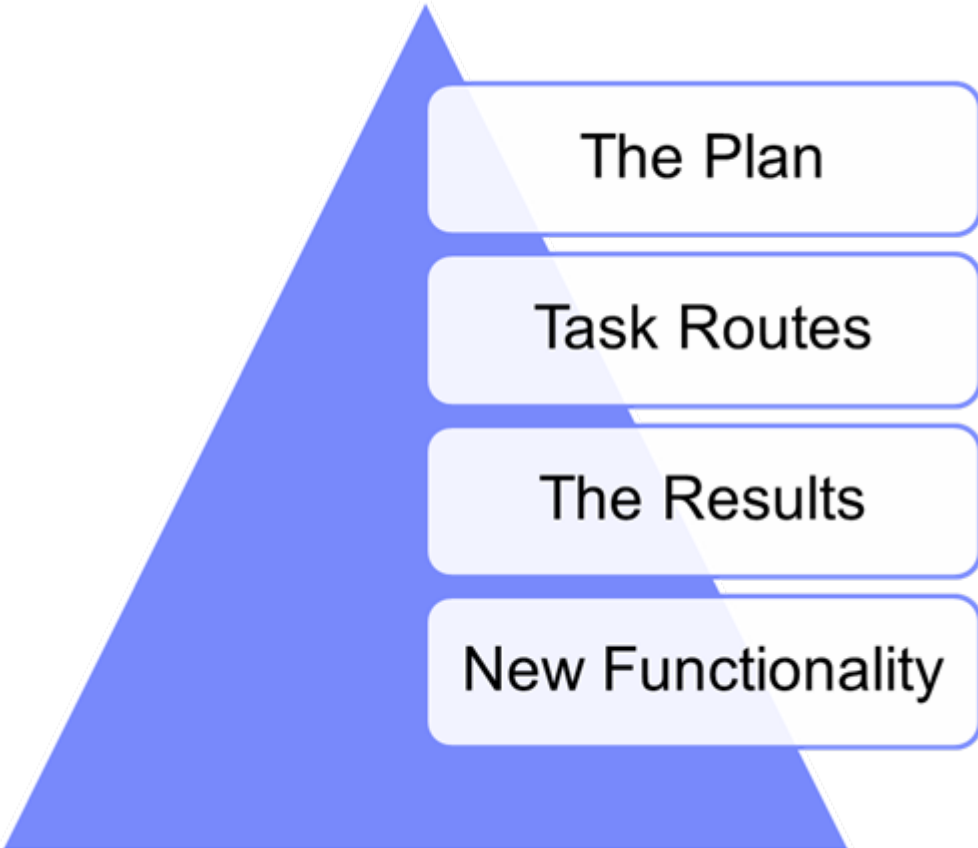 The Plan
Task Routes
The Results
New Functionality